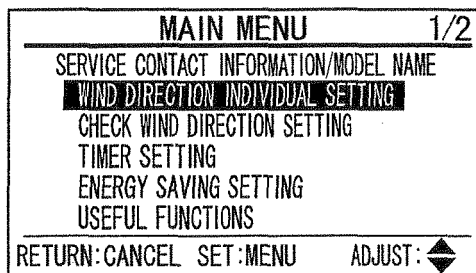 MAIN MENU 1/2
SERVICE CONTACT INFORMATION/MODEL NAME
WIND DIRECTION INDIVIDUAL SETTING
CHECK WIND DIRECTION SETTING
TIMER SETTING
ENERGY SAVING SETTING
USEFUL FUNCTIONS
RETURN:CANCEL SET:MENU ADJUST: